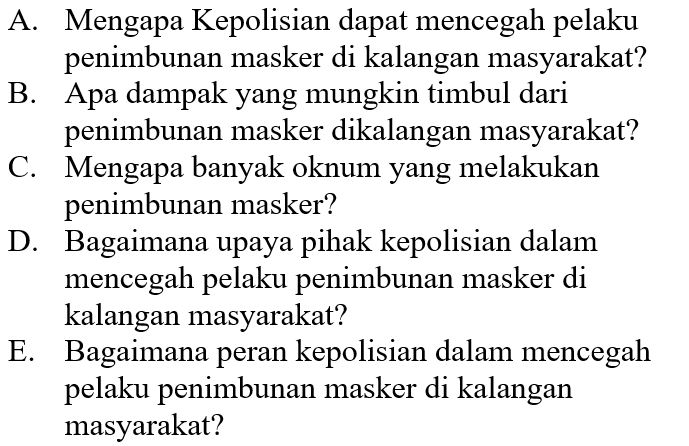 A. Mengapa Kepolisian dapat mencegah pelaku
penimbunan masker di kalangan masyarakat?
B. Apa dampak yang mungkin timbul dari
penimbunan masker dikalangan masyarakat?
C. Mengapa banyak oknum yang melakukan
penimbunan masker?
D. Bagaimana upaya pihak kepolisian dalam
mencegah pelaku penimbunan masker di
kalangan masyarakat?
E. Bagaimana peran kepolisian dalam mencegah
pelaku penimbunan masker di kalangan
masyarakat?